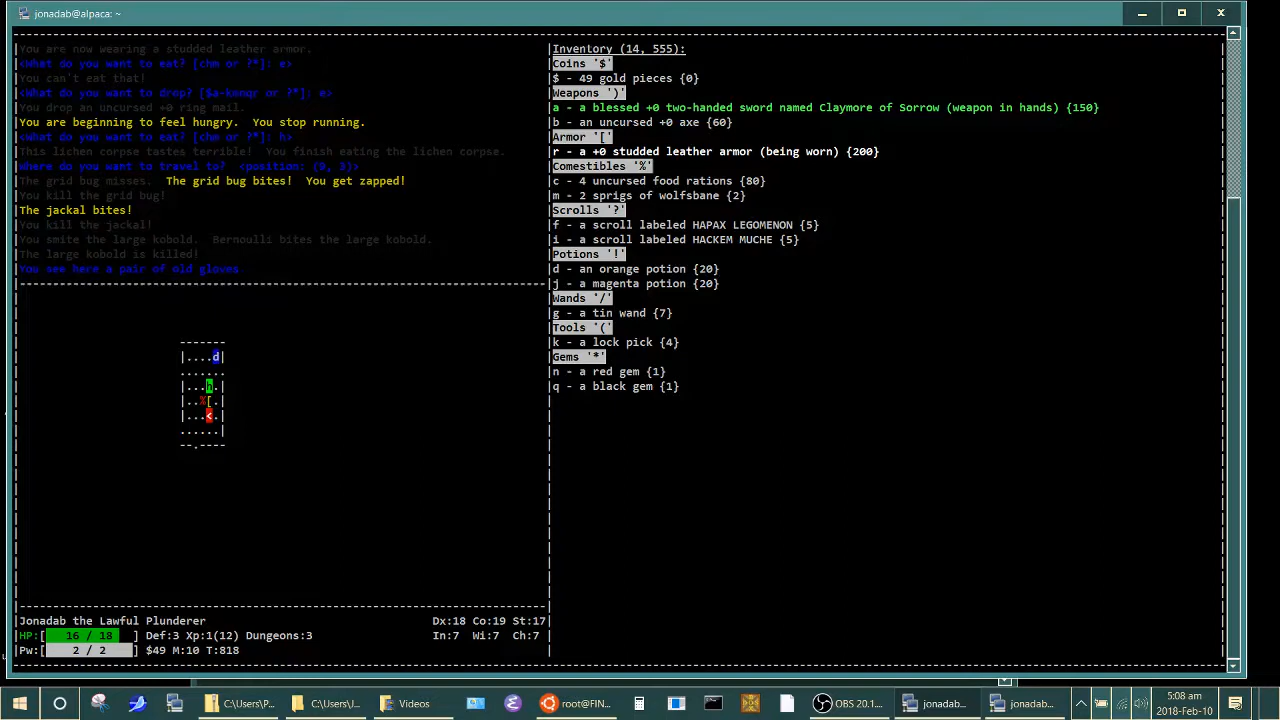 jonadab@alpaca: ~
You are now wearing a studded leather armor.
<What do you want to eat? [chm or ?*]: e>
You can't eat that!
<What do you want to drop? [$a-kmnqr or ?*]: e>
You drop an uncursed +0 ring mail.
You are beginning to feel hungry.  You stop running.
<What do you want to eat? [chm or ?*]: h>
This lichen corpse tastes terrible!  You finish eating the lichen corpse.
Where do you want to travel to?  <position: (9, 3)>
The grid bug misses.  The grid bug bites!  You get zapped!
You kill the grid bug!
The jackal bites!
You kill the jackal!
You smite the large kobold.  Bernoulli bites the large kobold.
The large kobold is killed!
You see here a pair of old gloves
-------
|....d|
.......
|...h.|
|..%[.|
|...<.|
......|
--.----
Jonadab the Lawful Plunderer Dx:18 Co:19 St:17
HP:[ 16 / 18 ] Def:3 Xp:1(12) Dungeons:3 In:7 Wi:7 Ch:7
Pw:[ 2 / 2 ] $49 M:10 T:818
Inventory (14, 555):
Coins '$'
$ - 49 gold pieces {0}
Weapons ')'
a - a blessed +0 two-handed sword named Claymore of Sorrow (weapon in hands) {150}
b - an uncursed +0 axe {60}
Armor '['
r - a +0 studded leather armor (being worn) {200}
Comestibles '%'
c - 4 uncursed food rations {80}
m - 2 sprigs of wolfsbane {2}
Scrolls '?'
f - a scroll labeled HAPAX LEGOMENON {5}
i - a scroll labeled HACKEM MUCHE {5}
Potions '!'
d - an orange potion {20}
j - a magenta potion {20}
Wands '/'
g - a tin wand {7}
Tools '('
k - a lock pick {4}
Gems '*'
n - a red gem {1}
q - a black gem {1}
C:\Users\P...
C:\Users\J...
Videos
root@FIN...
OBS 20.1....
jonadab...
jonadab...
5:08 am
2018-Feb-10